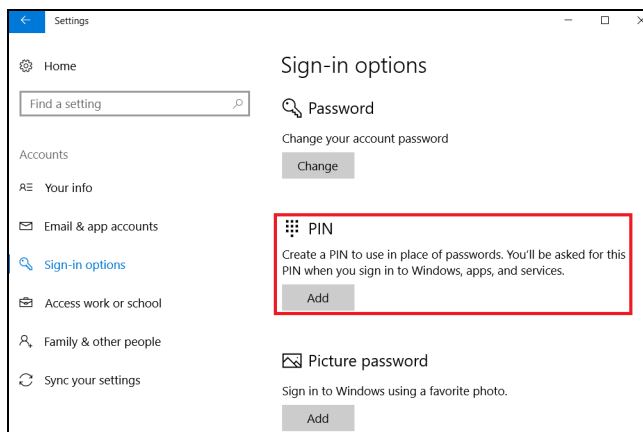 Settings
Home
Find a setting
Accounts
Your info
Email & app accounts
Sign-in options
Access work or school
Family & other people
Sync your settings
Sign-in options
Password
Change your account password
Change
PIN
Create a PIN to use in place of passwords. You'll be asked for this
PIN when you sign in to Windows, apps, and services.
Add
Picture password
Sign in to Windows using a favorite photo.
Add